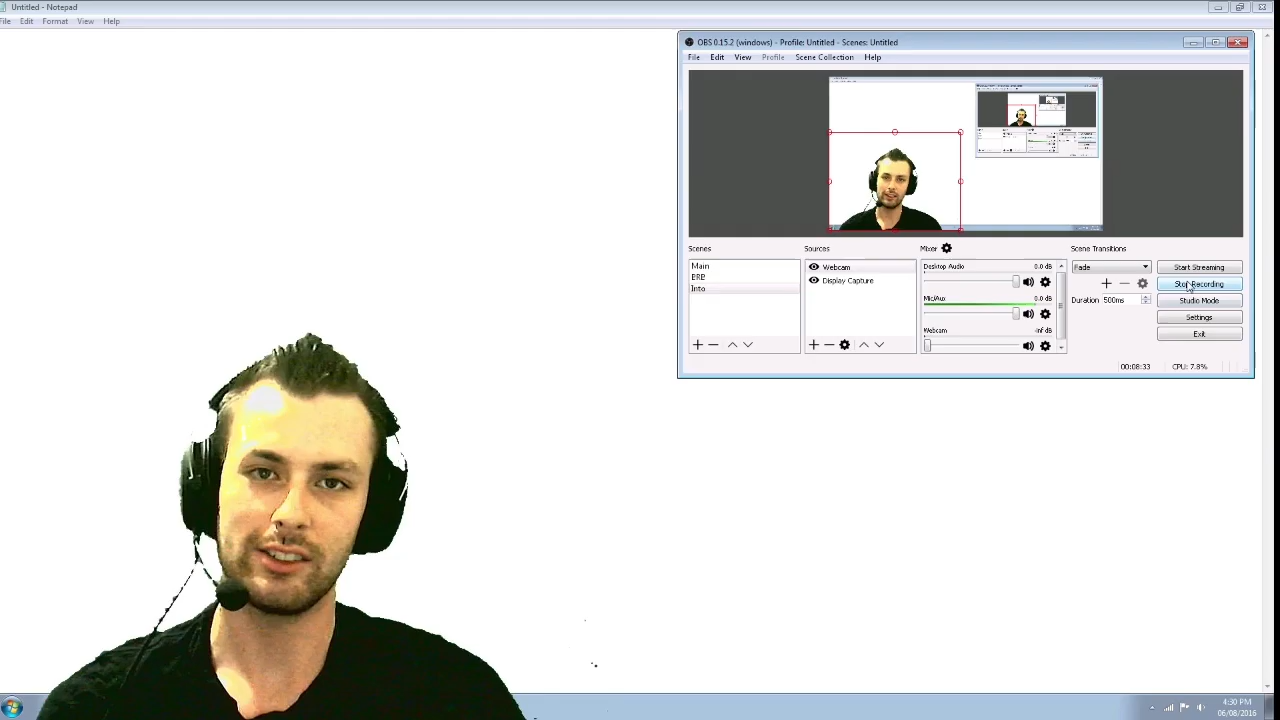 Untitled - Notepad
File Edit Format View Help
OBS 0.15.2 (windows) - Profile: Untitled - Scenes: Untitled
File Edit View Profile Scene Collection Help
Scenes
Main
BRB
Into
Sources
Webcam
Display Capture
Mixer
Desktop Audio 0.0 dB
Mic/Aux 0.0 dB
Webcam -inf dB
Scene Transitions
Fade
Duration 500ms
Start Streaming
Stop Recording
Studio Mode
Settings
Exit
00:08:33 CPU: 7.8%
4:30 PM
06/08/2016